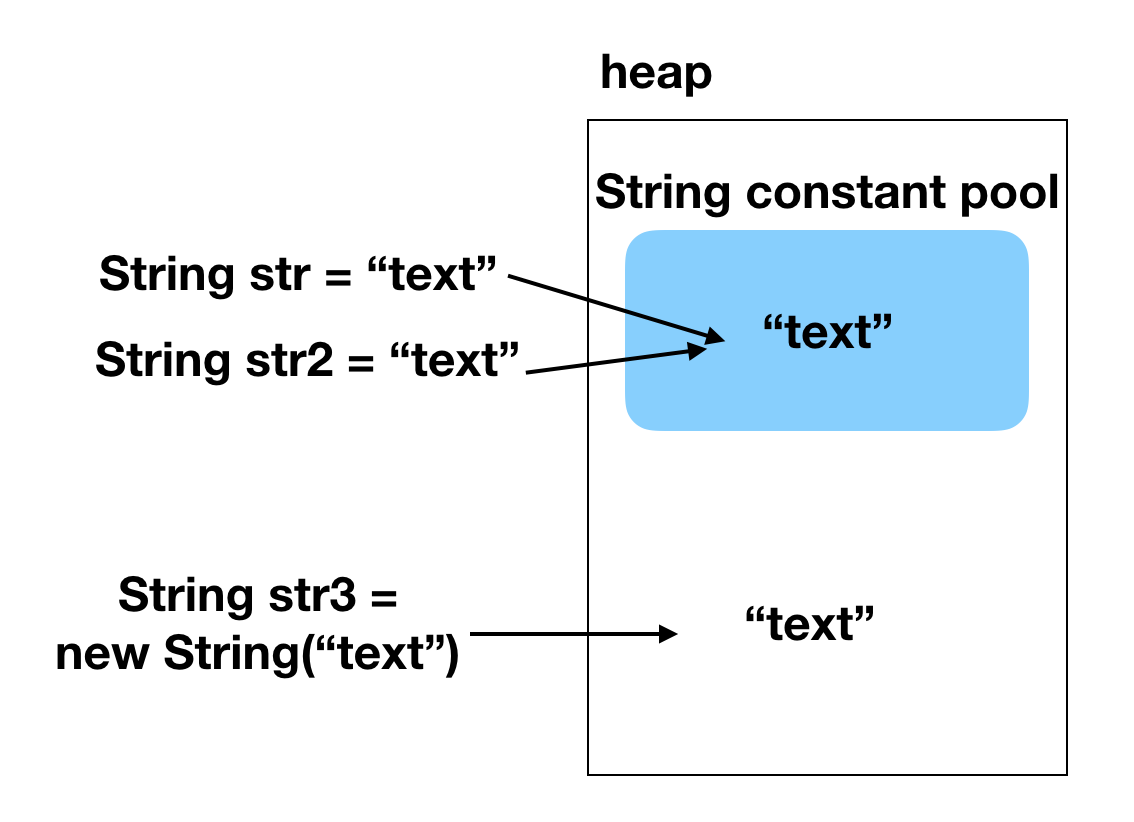 heap
String constant pool
String str = “text”
“text”
String str2 = “text”
String str3 =
new String(“text”)
“text”